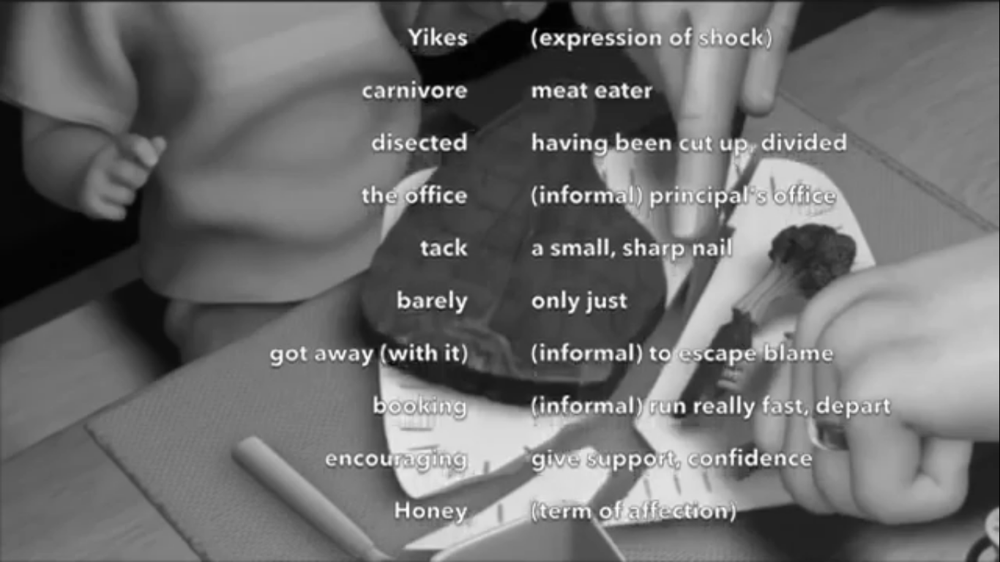 Yikes (expression of shock)
carnivore meat eater
disected having been cut up, divided
the office (informal) principal's office
tack a small, sharp nail
barely only just
got away (with it) (informal) to escape blame
booking (informal) run really fast, depart
encouraging give support, confidence
Honey (term of affection)